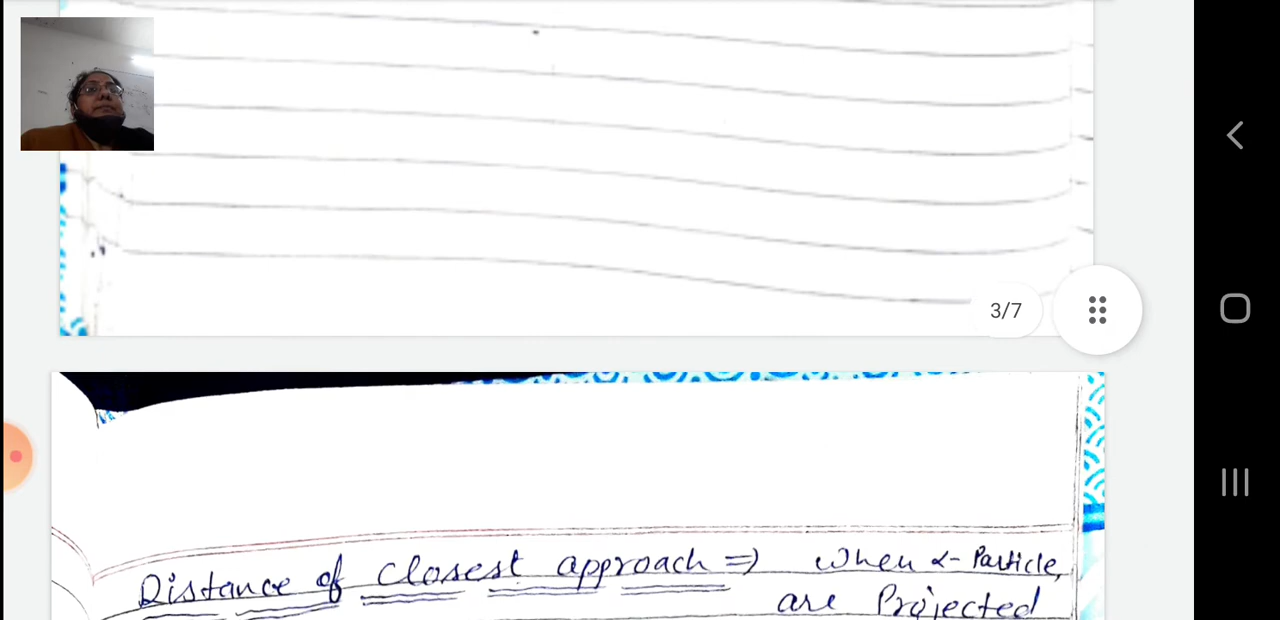 3/7
Distance of closest approach => when α-Particle,
are Projected